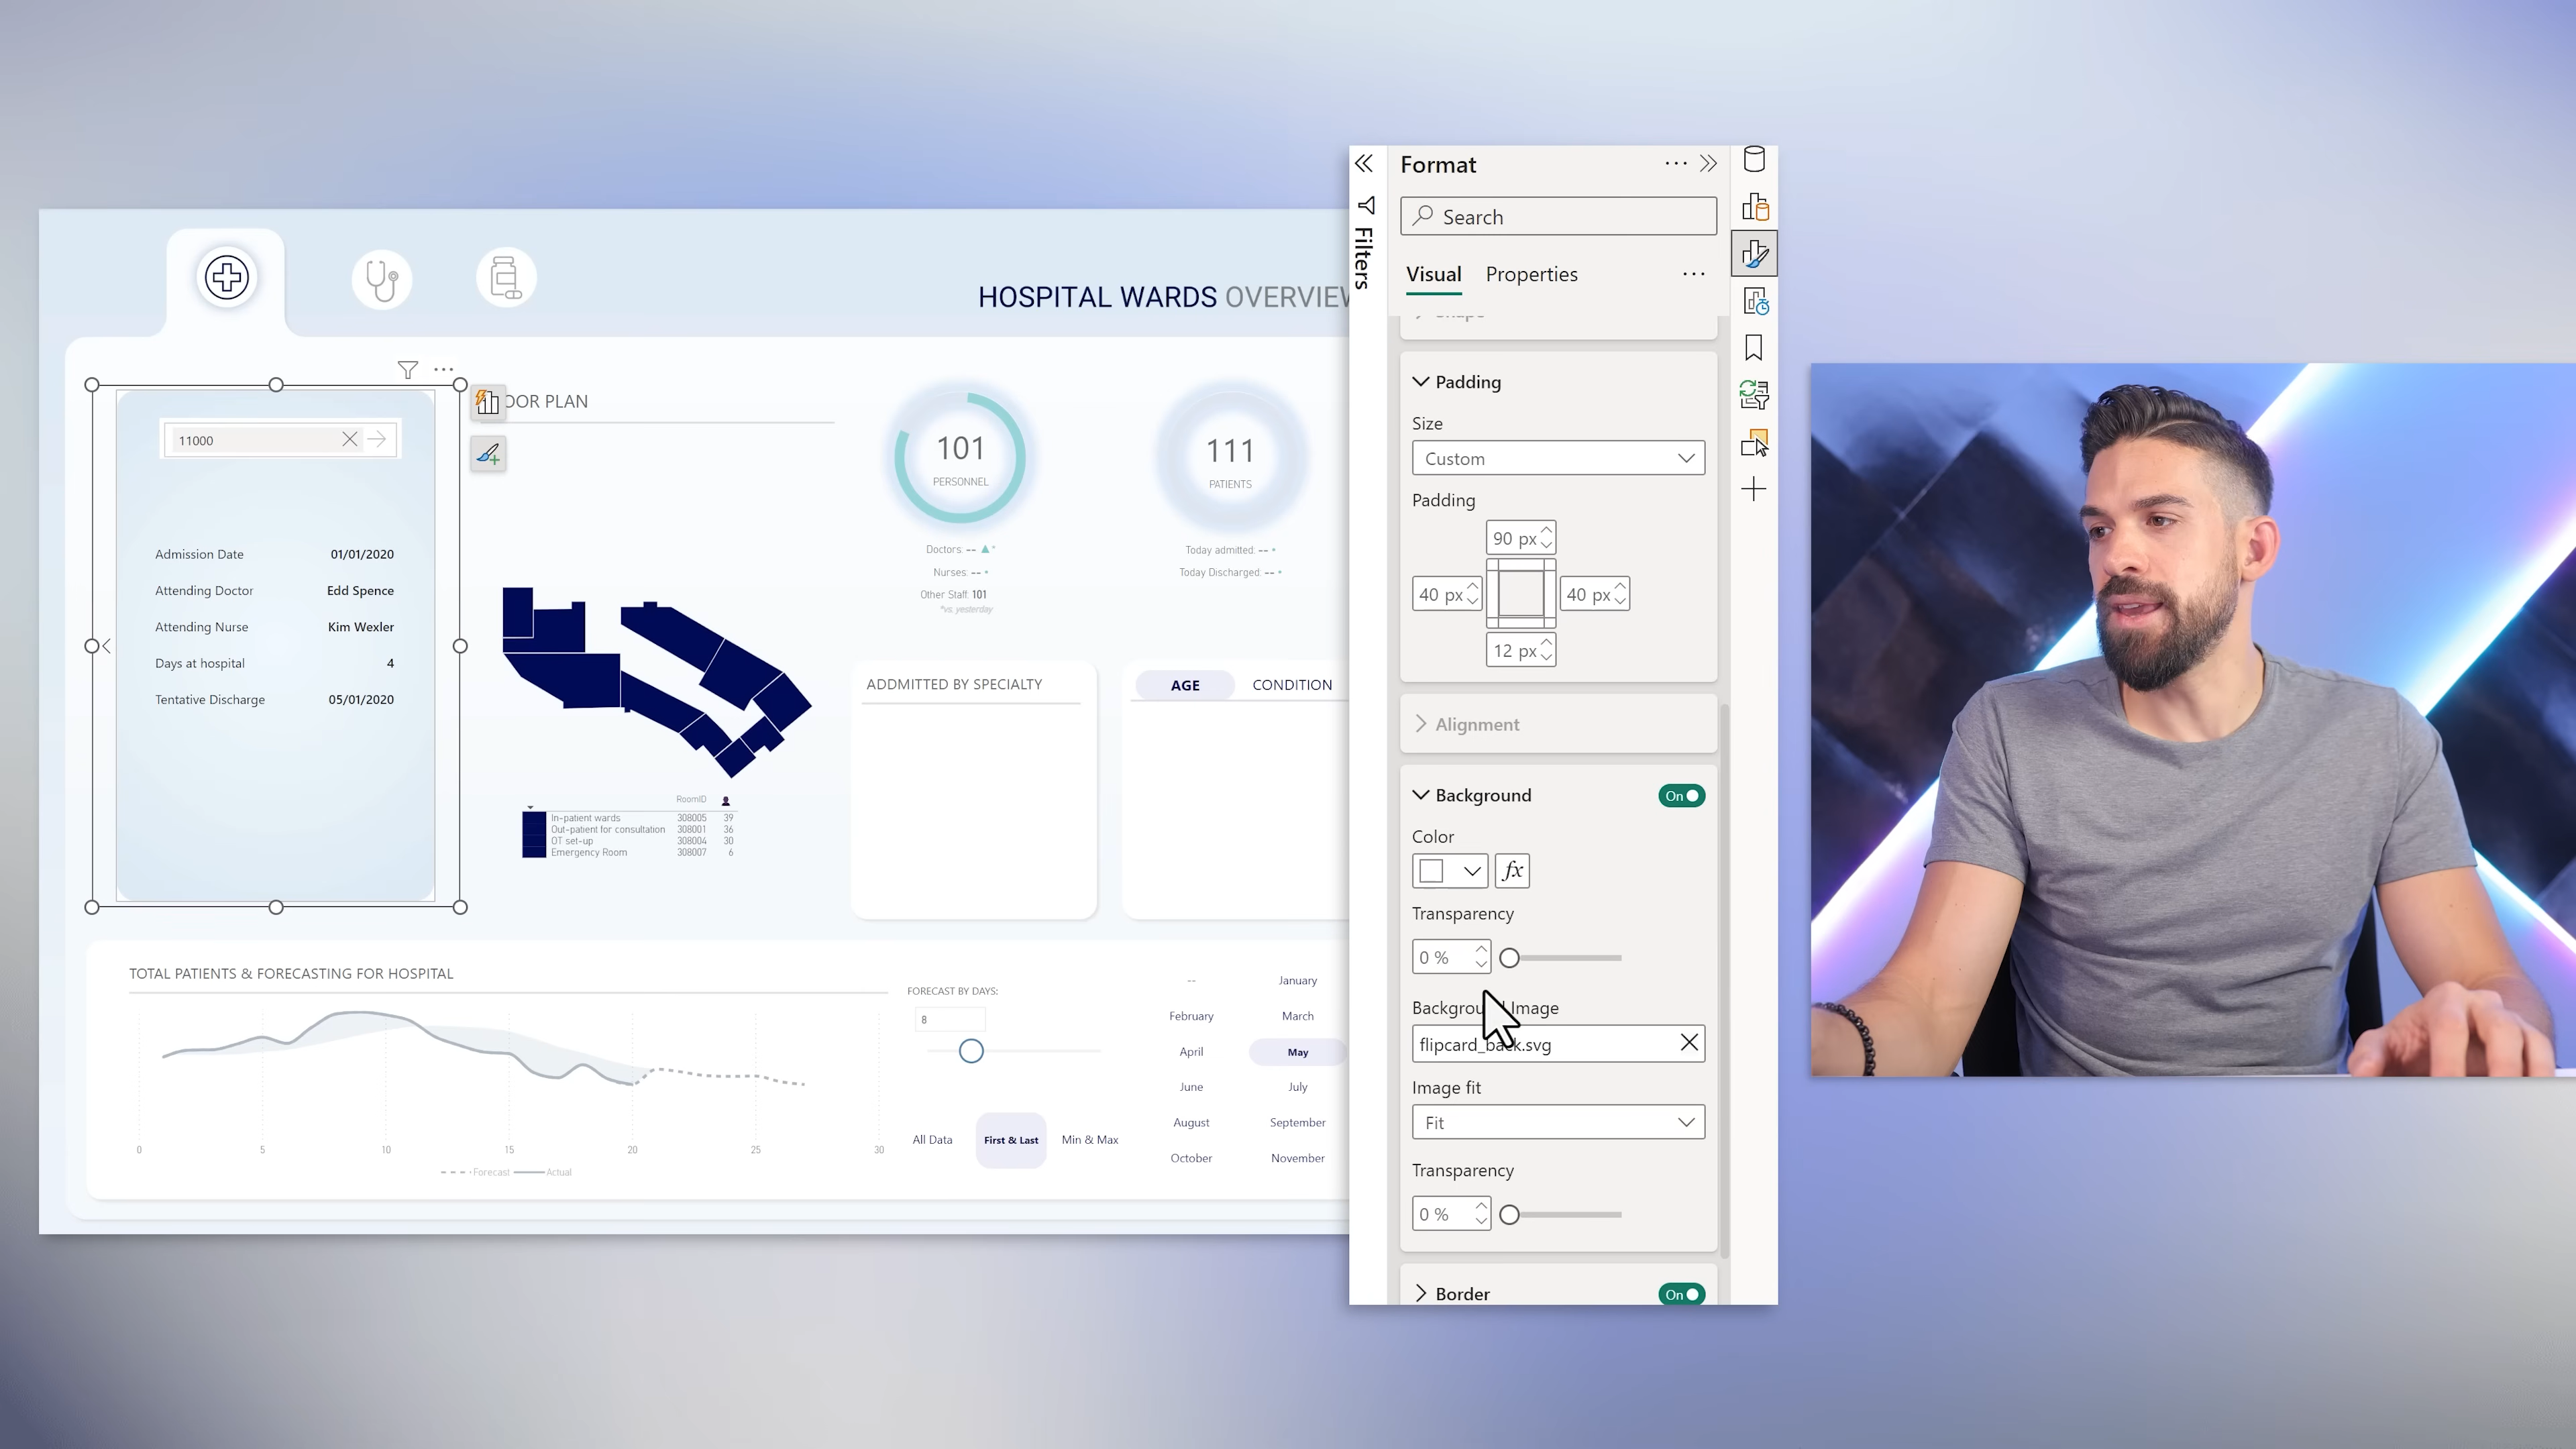 HOSPITAL WARDS OVERVIEW
11000
Admission Date 01/01/2020
Attending Doctor Edd Spence
Attending Nurse Kim Wexler
Days at hospital 4
Tentative Discharge 05/01/2020
OOR PLAN
RoomID
In-patient wards 308005 39
Out-patient for consultation 308001 36
OT set-up 308004 30
Emergency Room 308007 6
101
PERSONNEL
Doctors: -- ▲ *
Nurses: -- *
Other Staff: 101
*vs. yesterday
111
PATIENTS
Today admitted: -- *
Today Discharged: -- *
ADDMITTED BY SPECIALTY
AGE CONDITION
TOTAL PATIENTS & FORECASTING FOR HOSPITAL
0 5 10 15 20 25 30
Forecast Actual
FORECAST BY DAYS:
8
All Data First & Last Min & Max
-- January
February March
April May
June July
August September
October November
Filters
Format
Search
Visual Properties
Shape
Padding
Size
Custom
Padding
90 px
40 px 40 px
12 px
Alignment
Background On
Color
fx
Transparency
0 %
Background Image
flipcard_back.svg
Image fit
Fit
Transparency
0 %
Border On